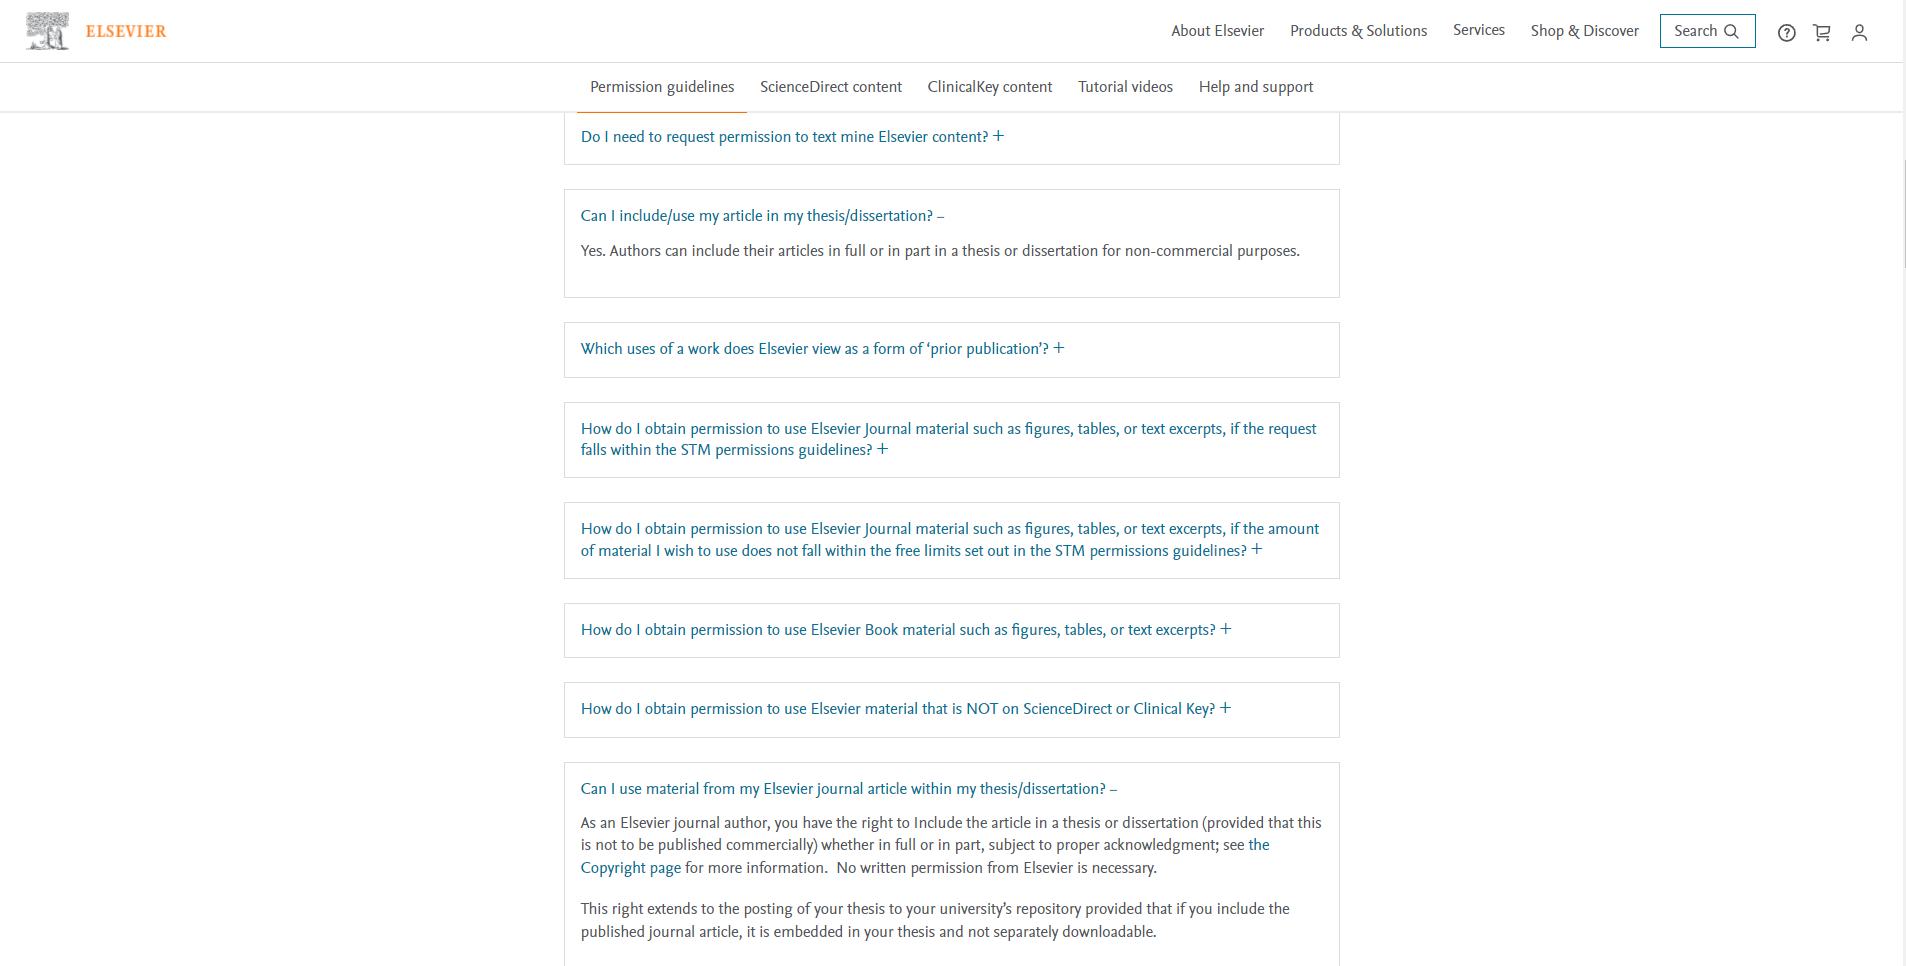 ELSEVIER
About Elsevier Products & Solutions Services Shop & Discover Search
Permission guidelines ScienceDirect content ClinicalKey content Tutorial videos Help and support
Do I need to request permission to text mine Elsevier content? +
Can I include/use my article in my thesis/dissertation? –
Yes. Authors can include their articles in full or in part in a thesis or dissertation for non-commercial purposes.
Which uses of a work does Elsevier view as a form of ‘prior publication’? +
How do I obtain permission to use Elsevier Journal material such as figures, tables, or text excerpts, if the request
falls within the STM permissions guidelines? +
How do I obtain permission to use Elsevier Journal material such as figures, tables, or text excerpts, if the amount
of material I wish to use does not fall within the free limits set out in the STM permissions guidelines? +
How do I obtain permission to use Elsevier Book material such as figures, tables, or text excerpts? +
How do I obtain permission to use Elsevier material that is NOT on ScienceDirect or Clinical Key? +
Can I use material from my Elsevier journal article within my thesis/dissertation? –
As an Elsevier journal author, you have the right to Include the article in a thesis or dissertation (provided that this
is not to be published commercially) whether in full or in part, subject to proper acknowledgment; see the
Copyright page for more information. No written permission from Elsevier is necessary.
This right extends to the posting of your thesis to your university’s repository provided that if you include the
published journal article, it is embedded in your thesis and not separately downloadable.